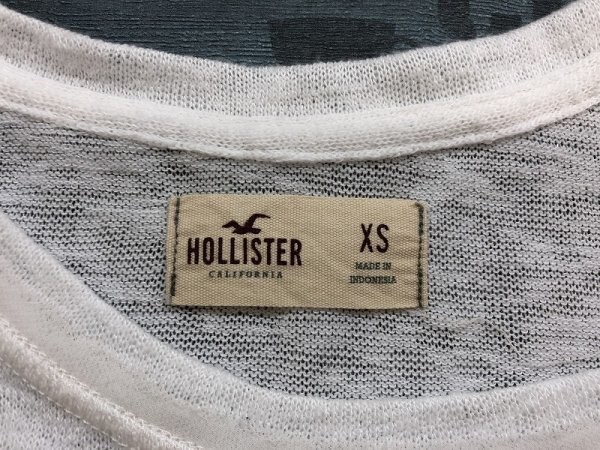 HOLLISTER
CALIFORNIA
XS
MADE IN
INDONESIA